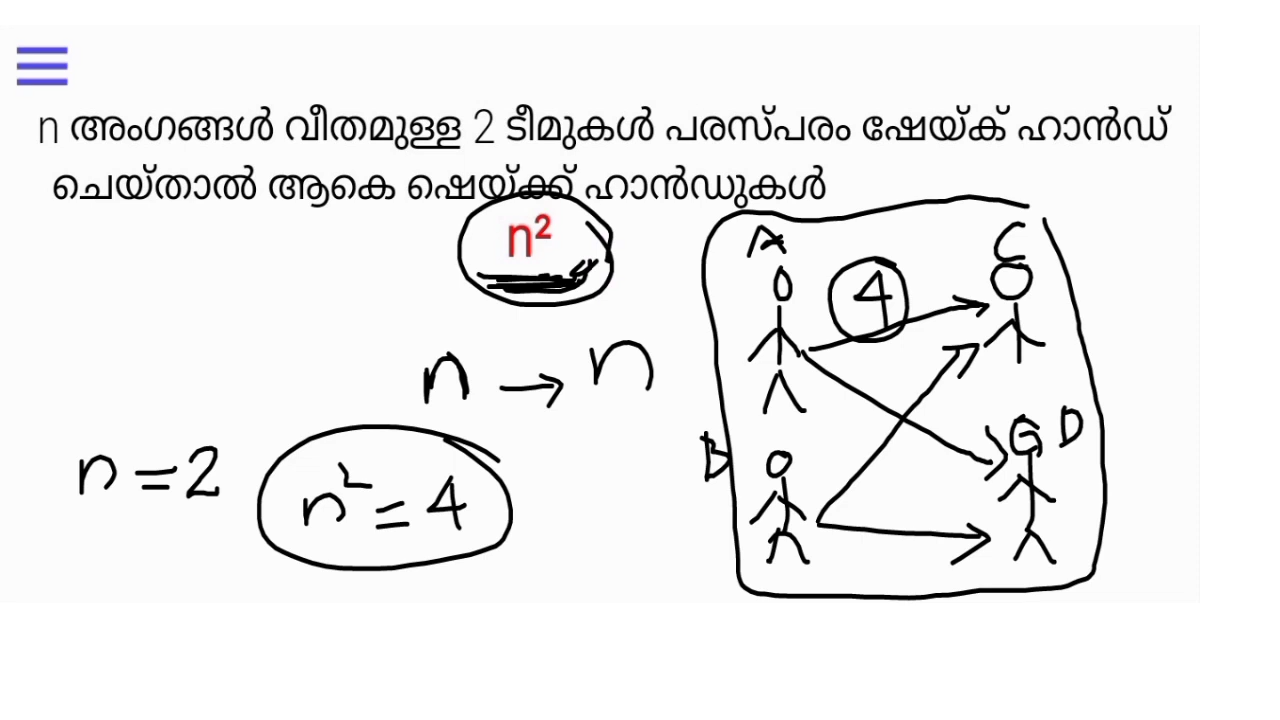 n അംഗങ്ങൾ വീതമുള്ള 2 ടീമുകൾ പരസ്പരം ഷേയ്ക് ഹാൻഡ്
ചെയ്താൽ ആകെ ഷെയ്ക്ക് ഹാൻഡുകൾ
n²
A
C
4
n → n
B
D
n = 2
n² = 4